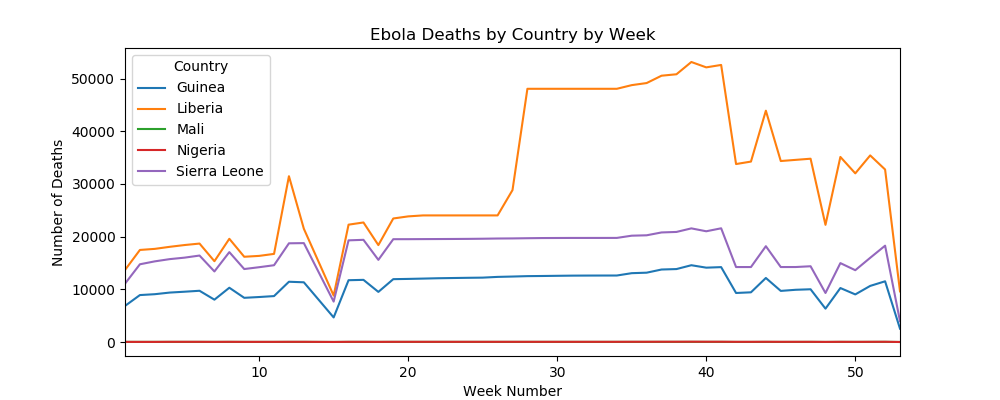 Ebola Deaths by Country by Week
Number of Deaths
50000
40000
30000
20000
10000
0
Country
Guinea
Liberia
Mali
Nigeria
Sierra Leone
10 20 30 40 50
Week Number